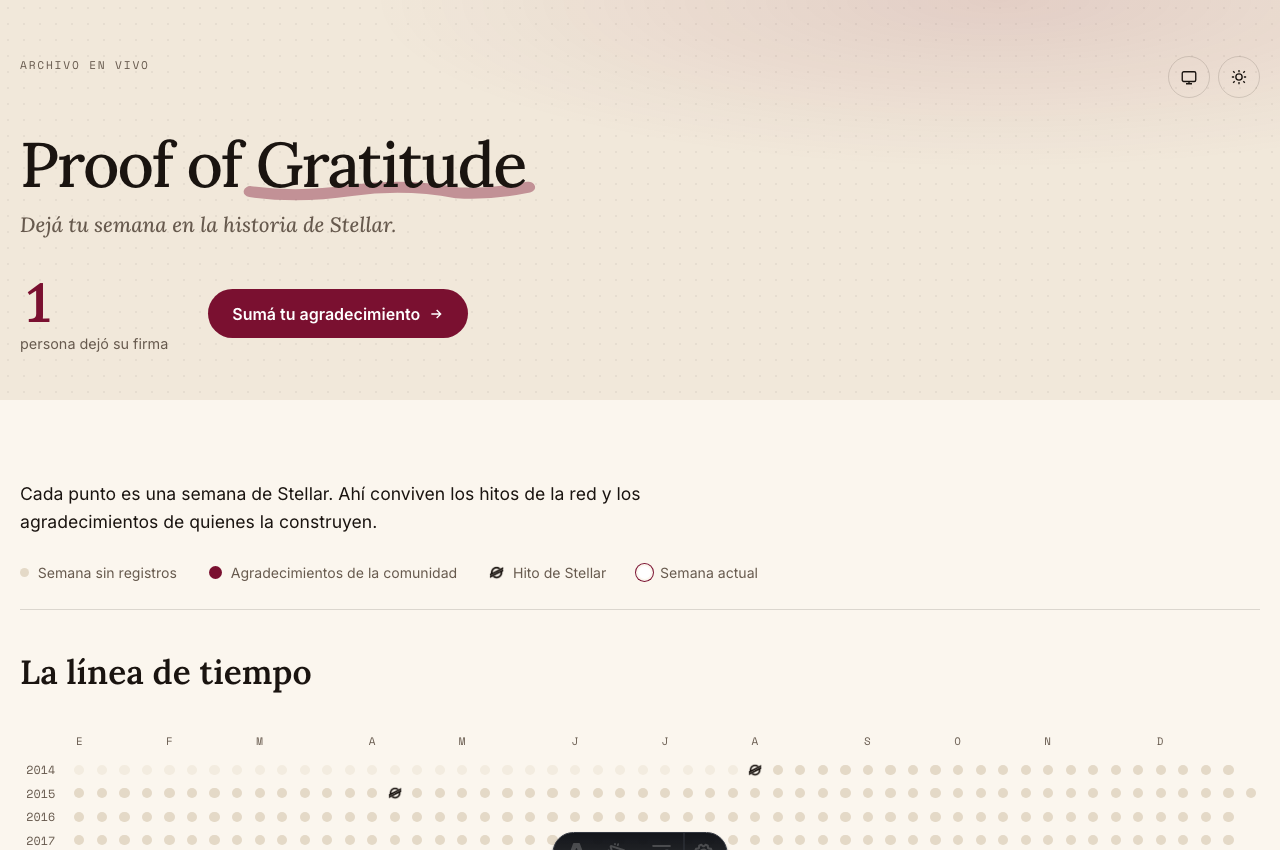 ARCHIVO EN VIVO
Proof of Gratitude
Dejá tu semana en la historia de Stellar.
1
persona dejó su firma
Sumá tu agradecimiento →
Cada punto es una semana de Stellar. Ahí conviven los hitos de la red y los
agradecimientos de quienes la construyen.
Semana sin registros
Agradecimientos de la comunidad
Hito de Stellar
Semana actual
La línea de tiempo
E F M A M J J A S O N D
2014
2015
2016
2017